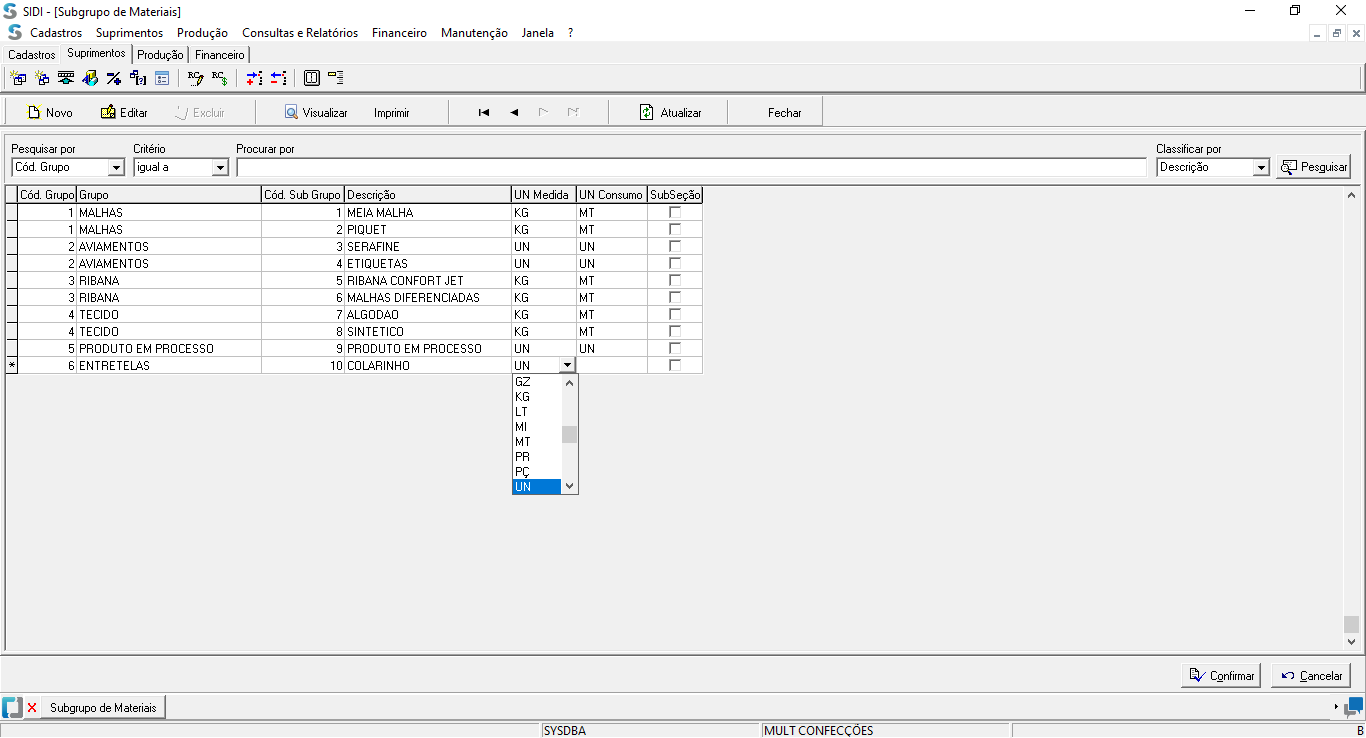 SIDI - [Subgrupo de Materiais]
Cadastros Suprimentos Produção Consultas e Relatórios Financeiro Manutenção Janela ?
Cadastros Suprimentos Produção Financeiro
Novo Editar Excluir Visualizar Imprimir Atualizar Fechar
Pesquisar por Critério Procurar por Classificar por
Cód. Grupo igual a Descrição Pesquisar
Cód. Grupo Grupo Cód. Sub Grupo Descrição UN Medida UN Consumo SubSeção
1 MALHAS 1 MEIA MALHA KG MT
1 MALHAS 2 PIQUET KG MT
2 AVIAMENTOS 3 SERAFINE UN UN
2 AVIAMENTOS 4 ETIQUETAS UN UN
3 RIBANA 5 RIBANA CONFORT JET KG MT
3 RIBANA 6 MALHAS DIFERENCIADAS KG MT
4 TECIDO 7 ALGODAO KG MT
4 TECIDO 8 SINTETICO KG MT
5 PRODUTO EM PROCESSO 9 PRODUTO EM PROCESSO UN UN
* 6 ENTRETELAS 10 COLARINHO UN
GZ
KG
LT
MI
MT
PR
PÇ
UN
Confirmar Cancelar
Subgrupo de Materiais
SYSDBA MULT CONFECÇÕES B